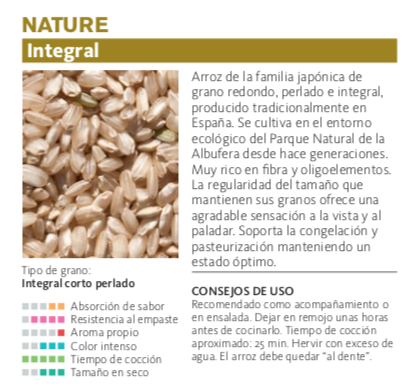 NATURE
Integral
Arroz de la familia japónica de
grano redondo, perlado e integral,
producido tradicionalmente en
España. Se cultiva en el entorno
ecológico del Parque Natural de la
Albufera desde hace generaciones.
Muy rico en fibra y oligoelementos.
La regularidad del tamaño que
mantienen sus granos ofrece una
agradable sensación a la vista y al
paladar. Soporta la congelación y
pasteurización manteniendo un
estado óptimo.
Tipo de grano:
Integral corto perlado
Absorción de sabor
Resistencia al empaste
Aroma propio
Color intenso
Tiempo de cocción
Tamaño en seco
CONSEJOS DE USO
Recomendado como acompañamiento o
en ensalada. Dejar en remojo unas horas
antes de cocinarlo. Tiempo de cocción
aproximado: 25 min. Hervir con exceso de
agua. El arroz debe quedar “al dente”.